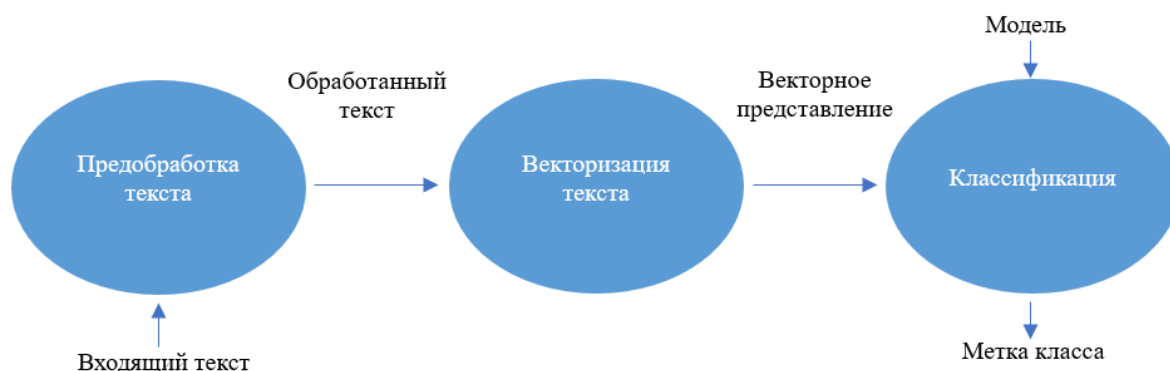 Модель
Обработанный
текст
Векторное
представление
Предобработка
текста
Векторизация
текста
Классификация
Входящий текст
Метка класса